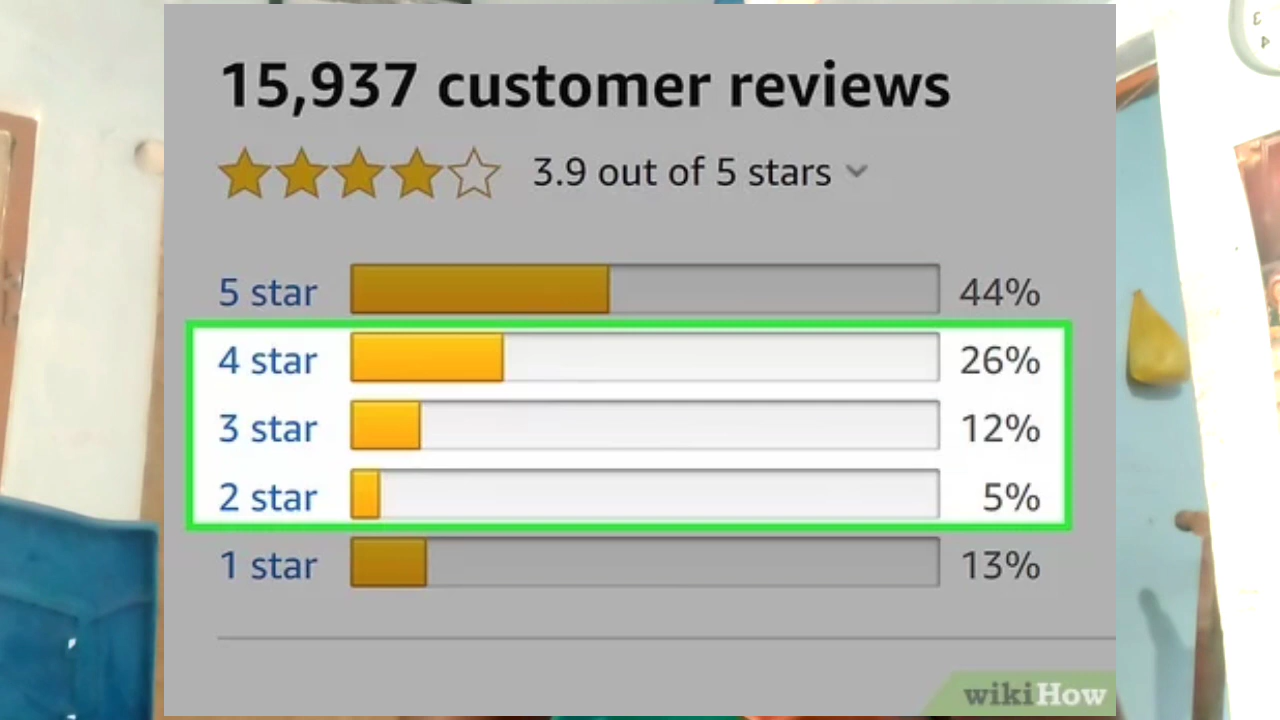 15,937 customer reviews
3.9 out of 5 stars
5 star 44%
4 star 26%
3 star 12%
2 star 5%
1 star 13%
wikiHow